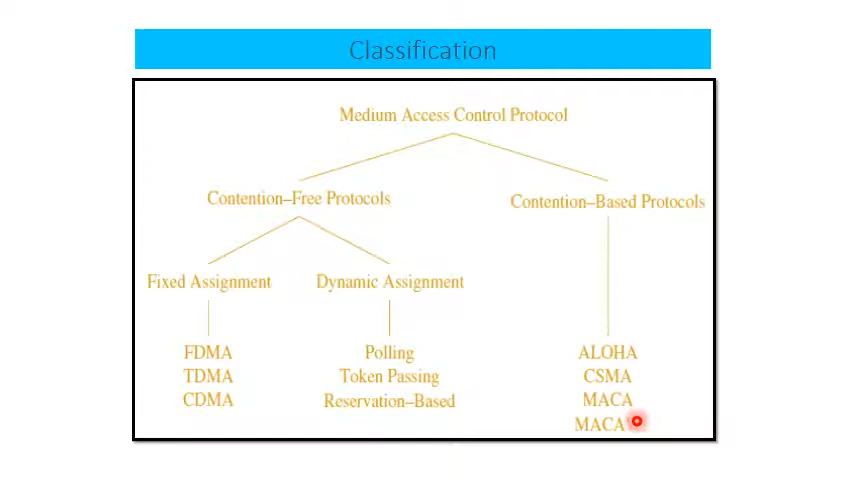 Classification
Medium Access Control Protocol
Contention–Free Protocols
Contention–Based Protocols
Fixed Assignment
Dynamic Assignment
FDMA
Polling
ALOHA
TDMA
Token Passing
CSMA
CDMA
Reservation–Based
MACA